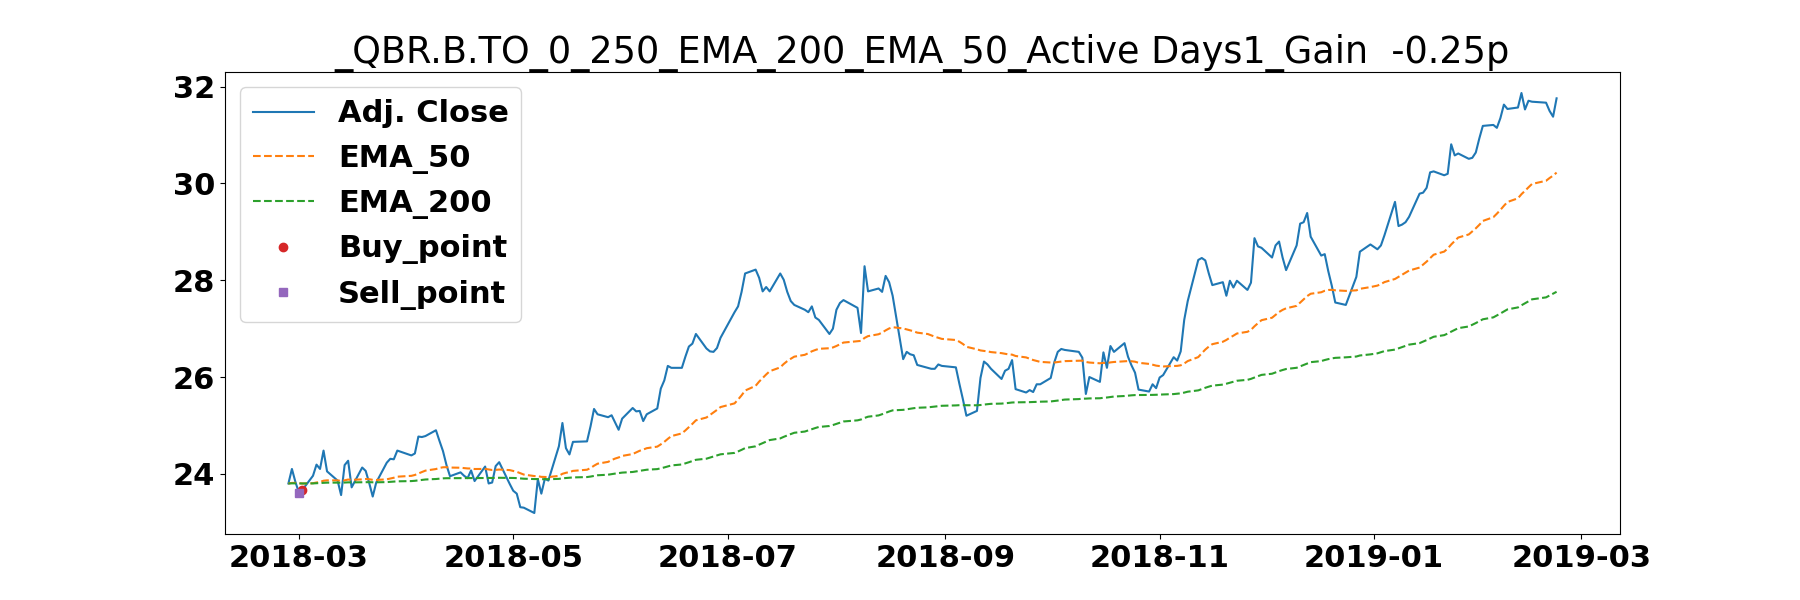 _QBR.B.TO_0_250_EMA_200_EMA_50_Active Days1_Gain  -0.25p
Adj. Close
EMA_50
EMA_200
Buy_point
Sell_point
32
30
28
26
24
2018-03
2018-05
2018-07
2018-09
2018-11
2019-01
2019-03